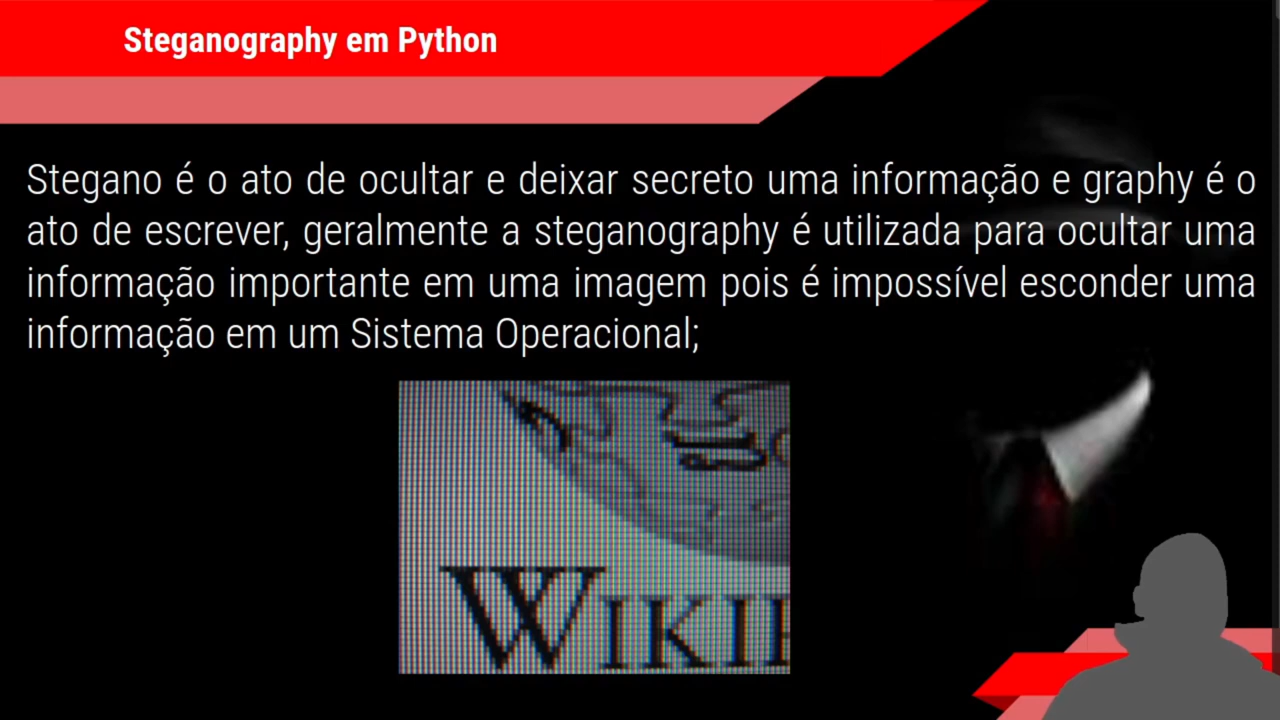 Steganography em Python
Stegano é o ato de ocultar e deixar secreto uma informação e graphy é o
ato de escrever, geralmente a steganography é utilizada para ocultar uma
informação importante em uma imagem pois é impossível esconder uma
informação em um Sistema Operacional;